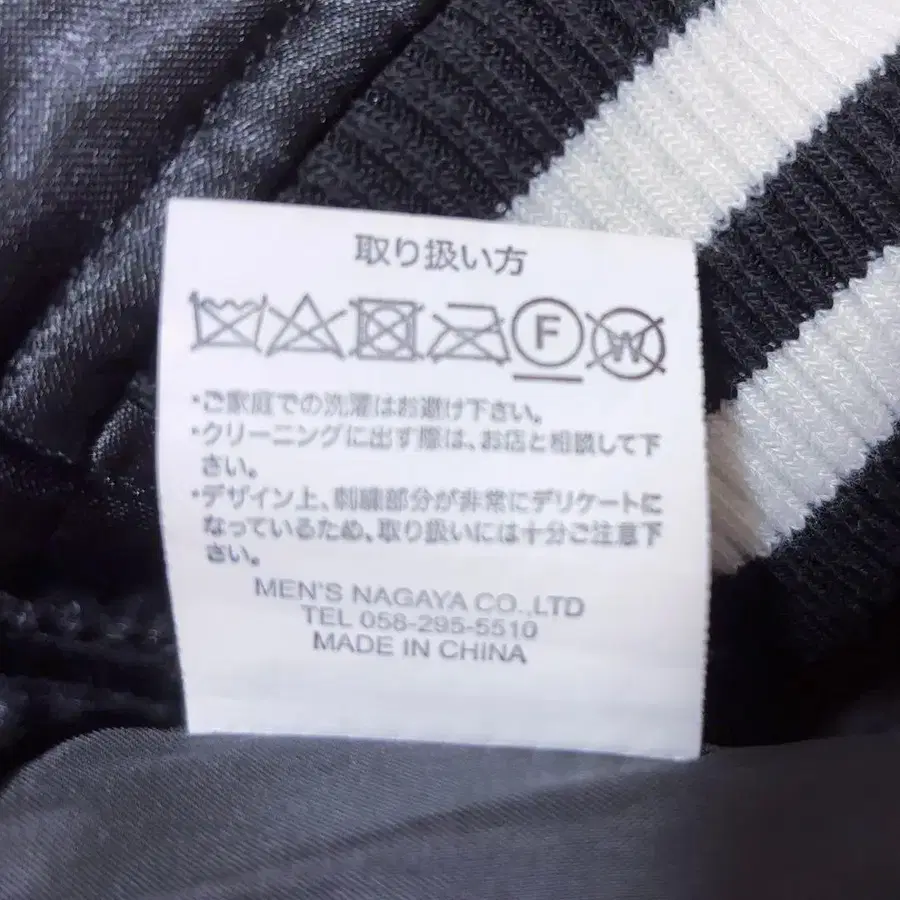 取り扱い方
F W
・ご家庭での洗濯はお避け下さい。
・クリーニングに出す際は、お店と相談して下
さい。
・デザイン上、刺繍部分が非常にデリケートに
なっているため、取り扱いには十分ご注意下
さい。
MEN'S NAGAYA CO.,LTD
TEL 058-295-5510
MADE IN CHINA